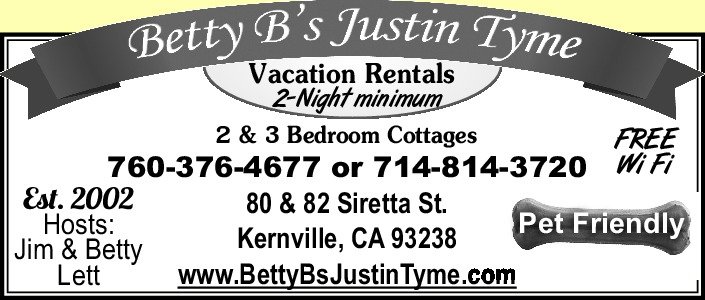 Betty B's Justin Tyme
Vacation Rentals
2-Night minimum
2 & 3 Bedroom Cottages
760-376-4677 or 714-814-3720
FREE
Wi Fi
Est. 2002
Hosts:
Jim & Betty
Lett
80 & 82 Siretta St.
Kernville, CA 93238
www.BettyBsJustinTyme.com
Pet Friendly